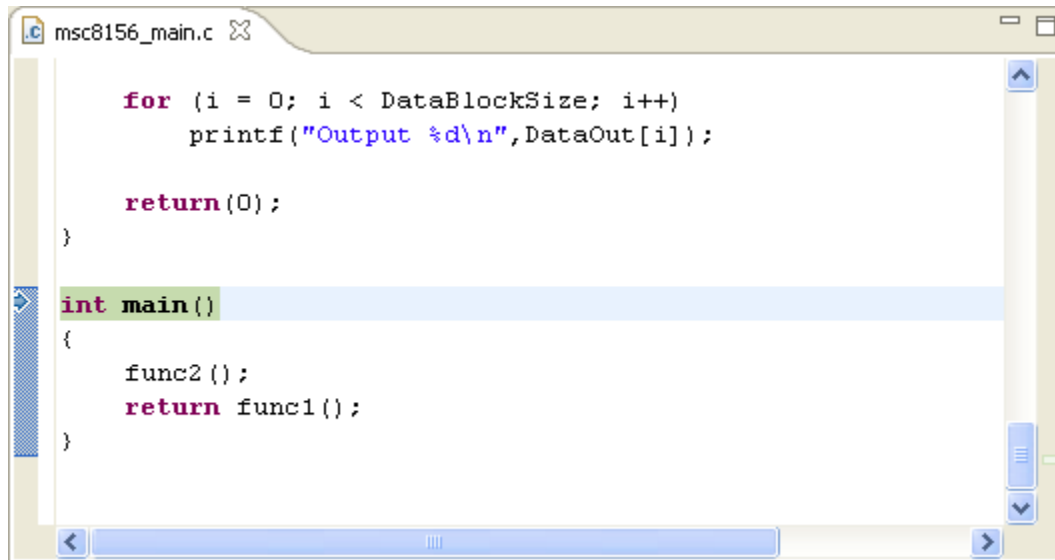 msc8156_main.c
for (i = 0; i < DataBlockSize; i++)
printf("Output %d\n",DataOut[i]);
return(0);
}
int main()
{
func2();
return func1();
}